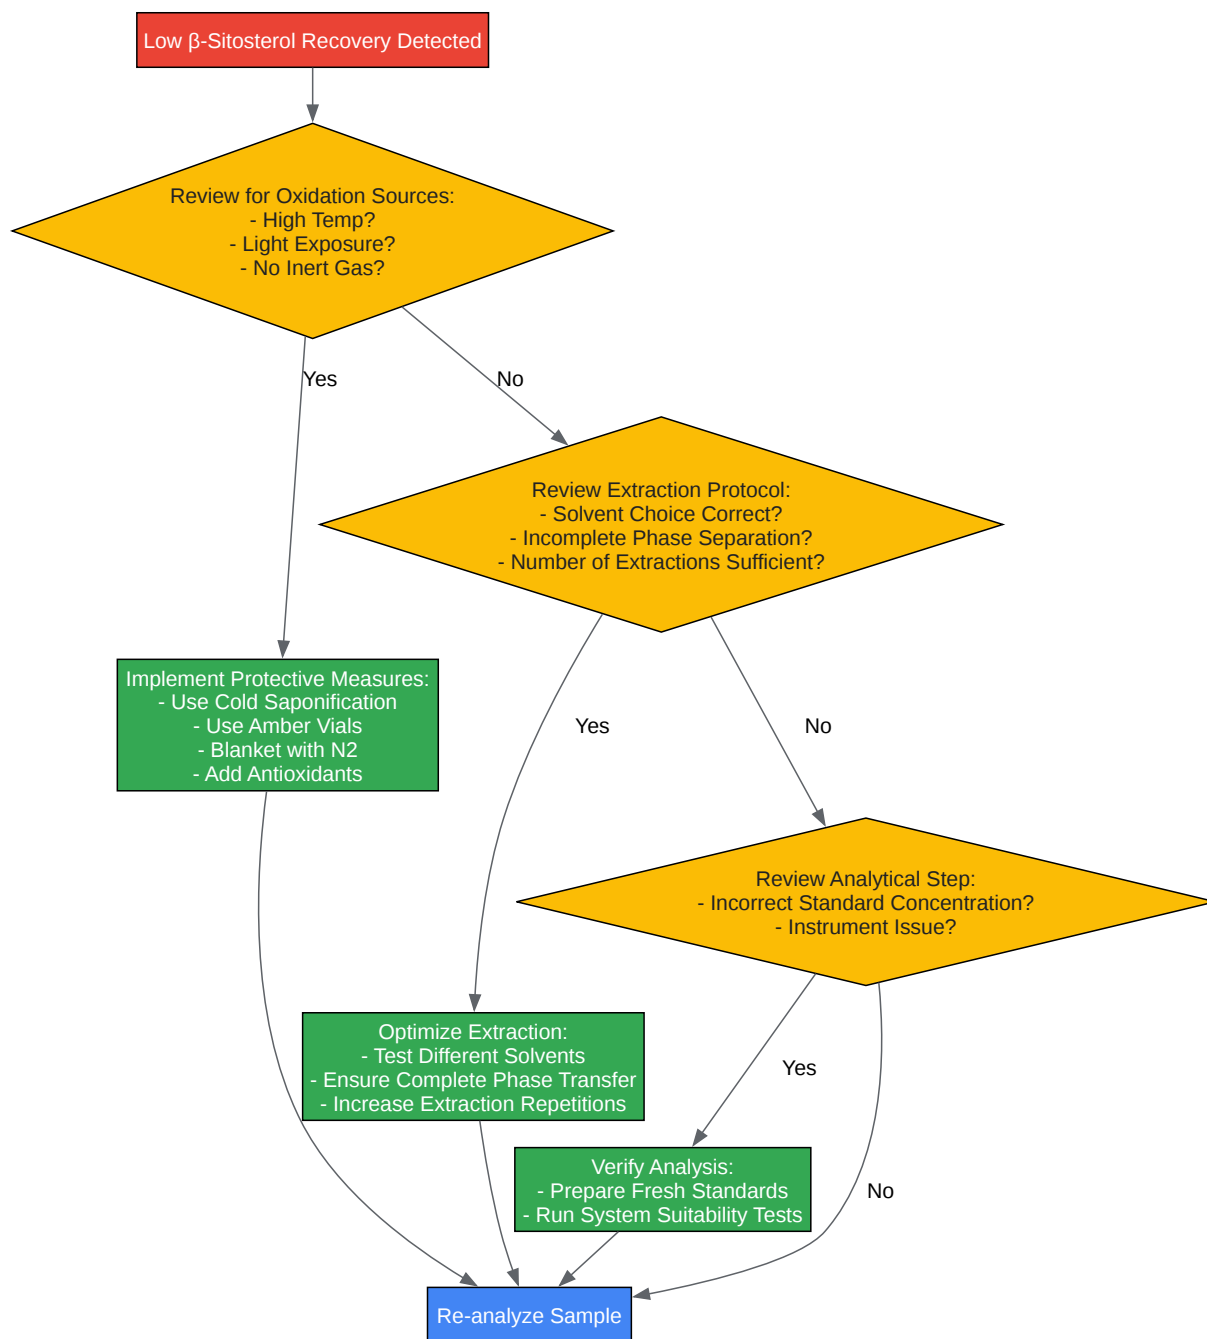 Low β-Sitosterol Recovery Detected
Review for Oxidation Sources:
- High Temp?
- Light Exposure?
- No Inert Gas?
Yes
No
Review Extraction Protocol:
- Solvent Choice Correct?
- Incomplete Phase Separation?
- Number of Extractions Sufficient?
Implement Protective Measures:
- Use Cold Saponification
- Use Amber Vials
- Blanket with N2
- Add Antioxidants
Yes
No
Review Analytical Step:
- Incorrect Standard Concentration?
- Instrument Issue?
Optimize Extraction:
- Test Different Solvents
- Ensure Complete Phase Transfer
- Increase Extraction Repetitions
Yes
No
Verify Analysis:
- Prepare Fresh Standards
- Run System Suitability Tests
Re-analyze Sample